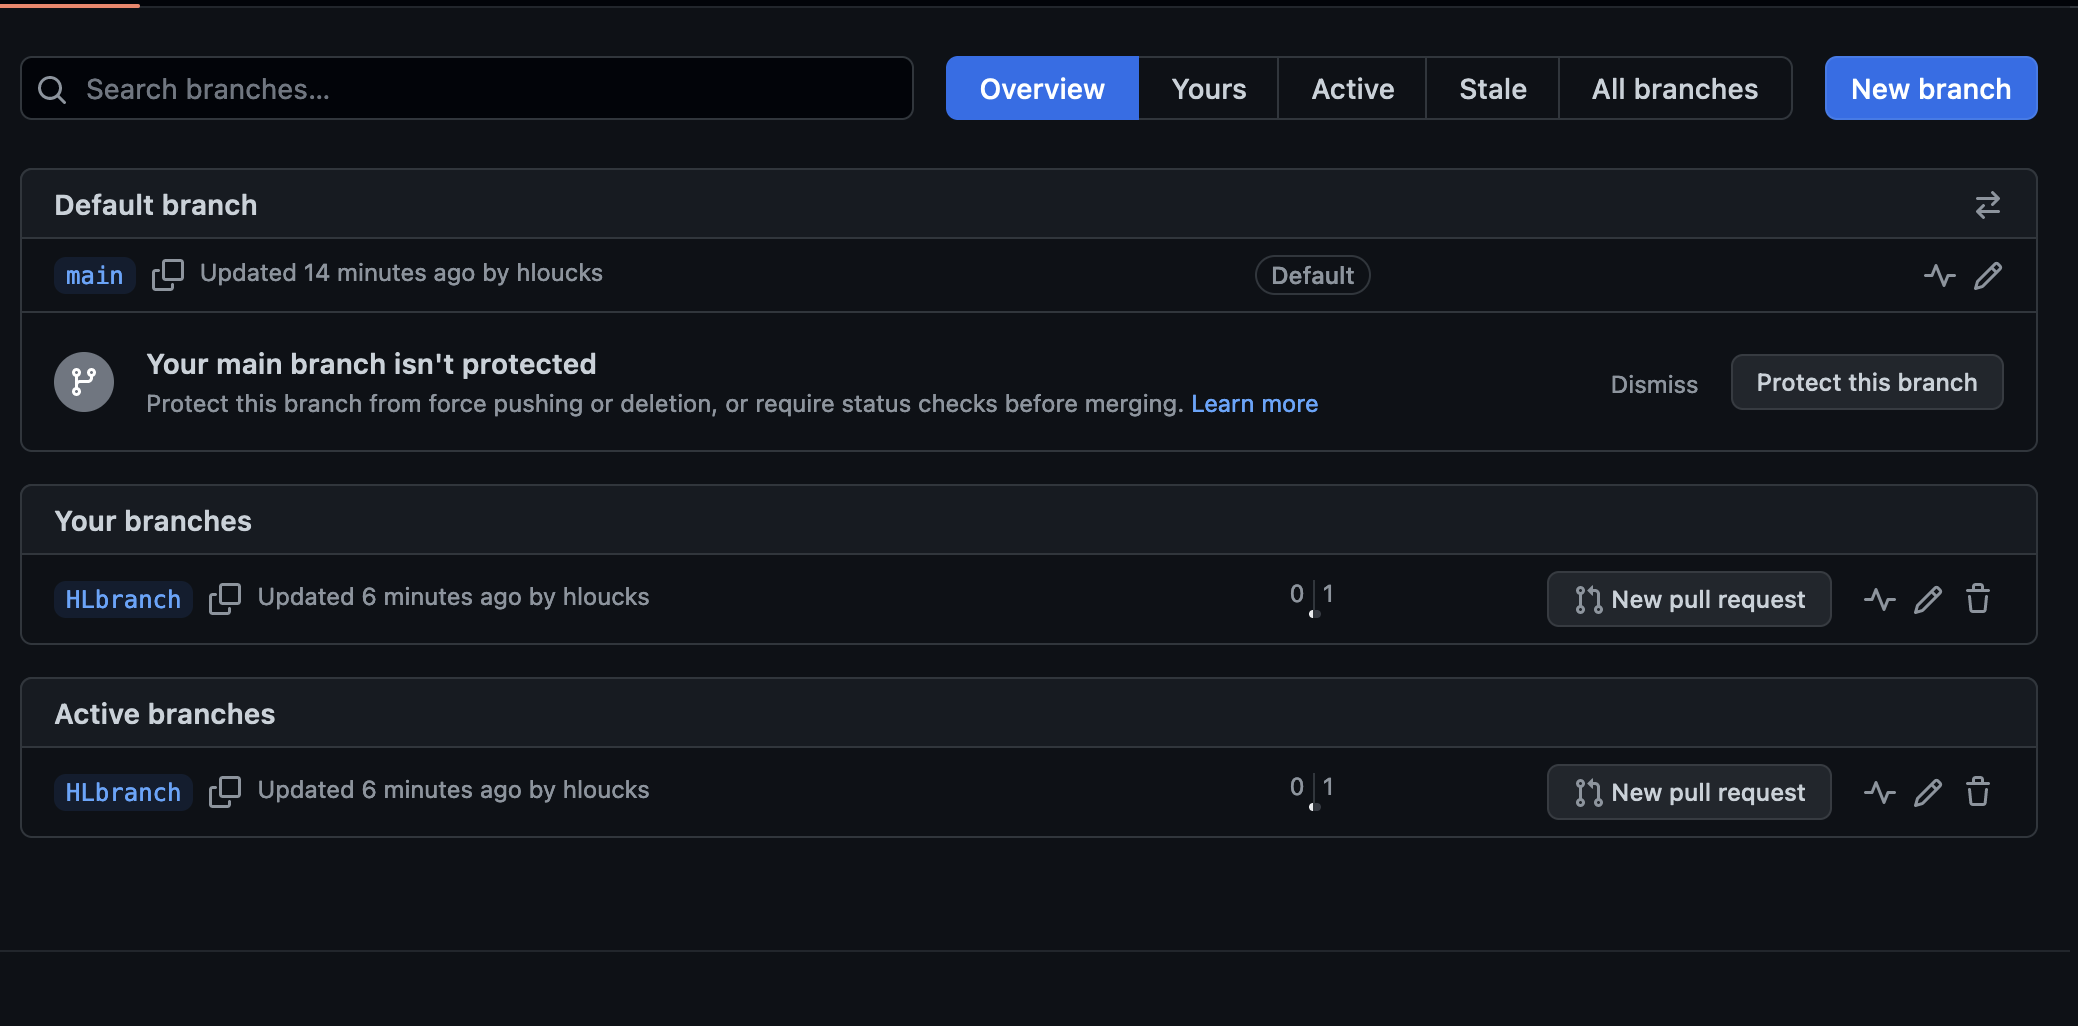 Search branches...
Overview Yours Active Stale All branches New branch
Default branch
main Updated 14 minutes ago by hloucks Default
Your main branch isn't protected
Protect this branch from force pushing or deletion, or require status checks before merging. Learn more
Dismiss Protect this branch
Your branches
HLbranch Updated 6 minutes ago by hloucks 0 1 New pull request
Active branches
HLbranch Updated 6 minutes ago by hloucks 0 1 New pull request